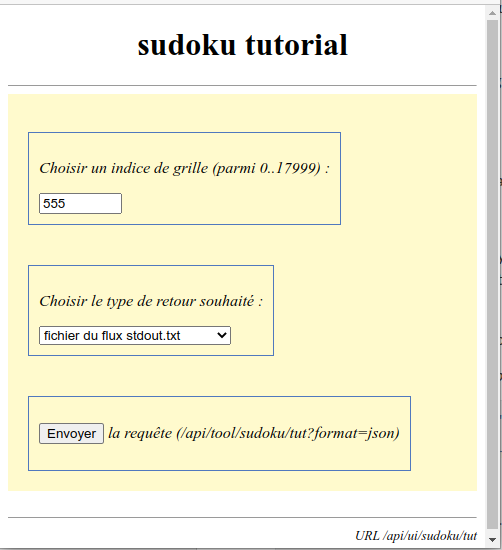 sudoku tutorial
Choisir un indice de grille (parmi 0..17999) :
555
Choisir le type de retour souhaité :
fichier du flux stdout.txt
Envoyer la requête (/api/tool/sudoku/tut?format=json)
URL /api/ui/sudoku/tut